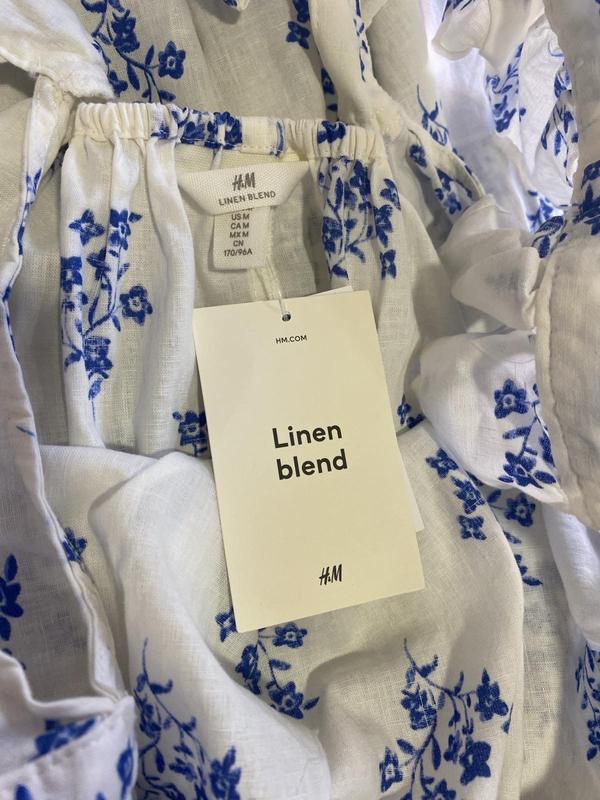 H&M
LINEN BLEND
US M
CA M
MX M
CN
170/96A
HM.COM
Linen
blend
H&M